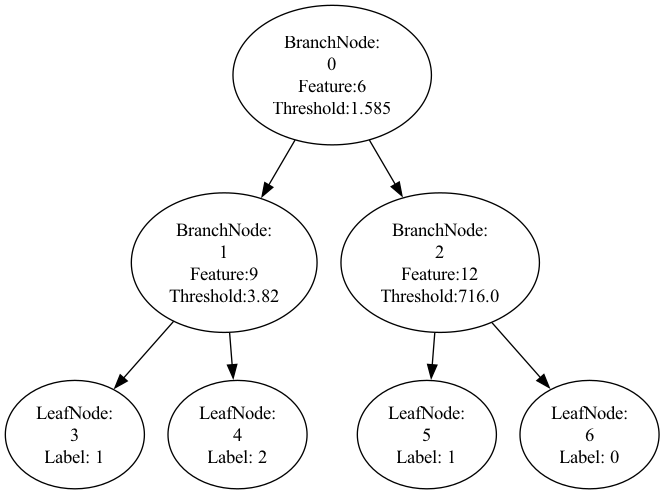 BranchNode:
0
Feature:6
Threshold:1.585
BranchNode:
1
Feature:9
Threshold:3.82
BranchNode:
2
Feature:12
Threshold:716.0
LeafNode:
3
Label: 1
LeafNode:
4
Label: 2
LeafNode:
5
Label: 1
LeafNode:
6
Label: 0